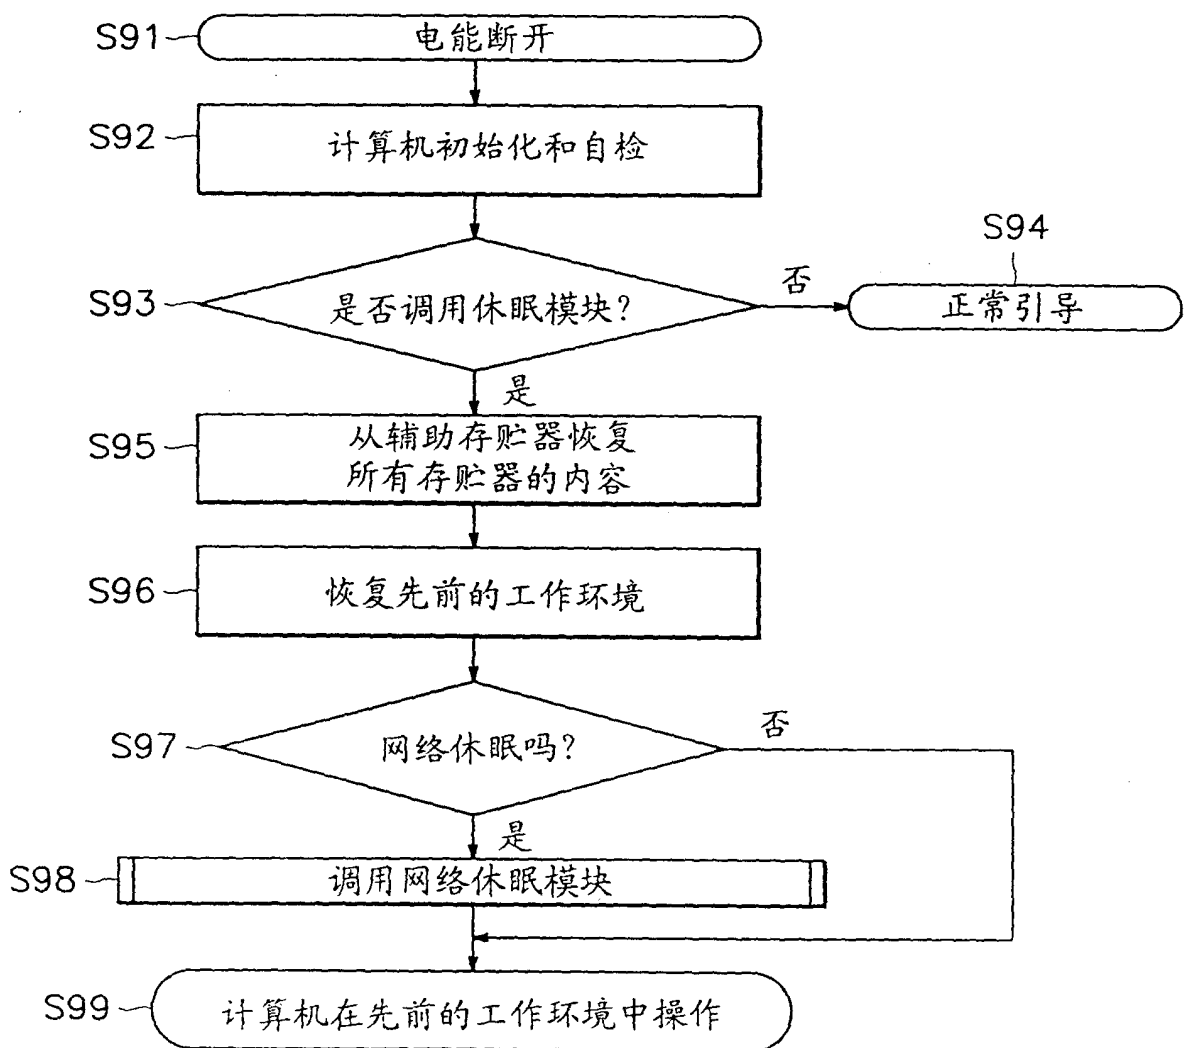 S91
电能断开
S92
计算机初始化和自检
S93
是否调用休眠模块?
否
S94
正常引导
是
S95
从辅助存贮器恢复
所有存贮器的内容
S96
恢复先前的工作环境
S97
网络休眠吗?
否
是
S98
调用网络休眠模块
S99
计算机在先前的工作环境中操作